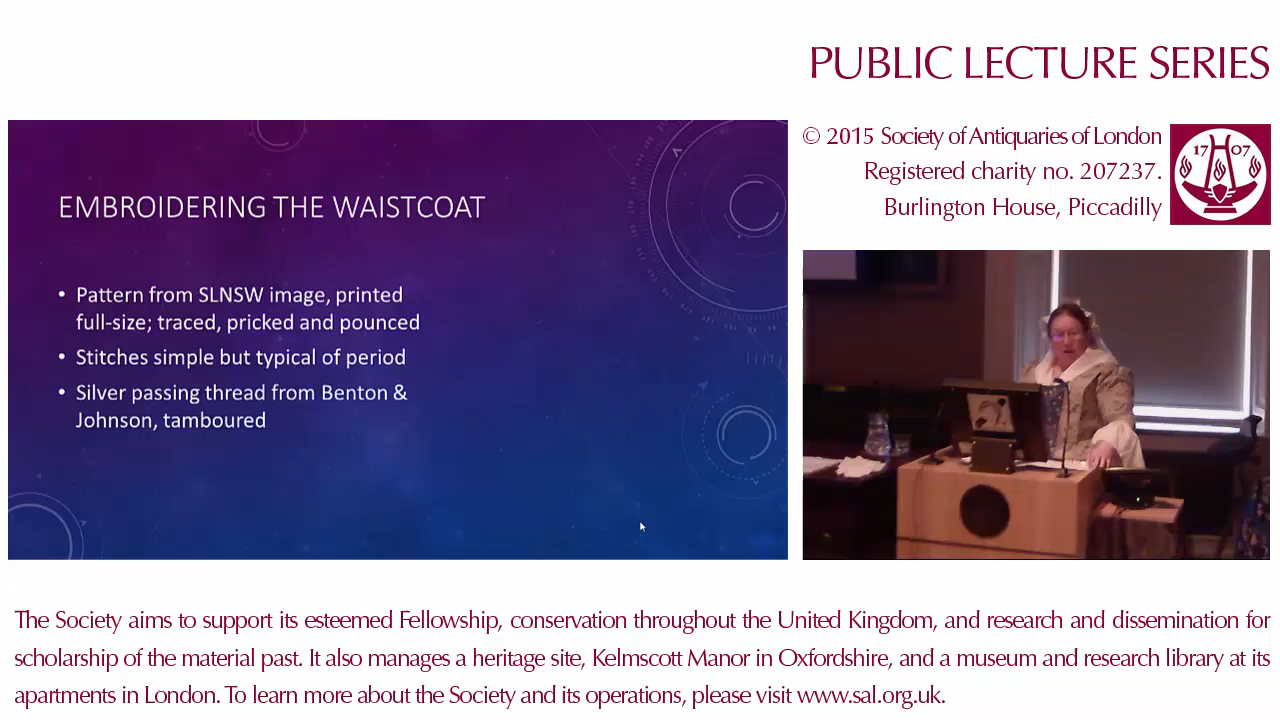 PUBLIC LECTURE SERIES
© 2015 Society of Antiquaries of London
Registered charity no. 207237.
Burlington House, Piccadilly
17 07
EMBROIDERING THE WAISTCOAT
• Pattern from SLNSW image, printed
full-size; traced, pricked and pounced
• Stitches simple but typical of period
• Silver passing thread from Benton &
Johnson, tamboured
The Society aims to support its esteemed Fellowship, conservation throughout the United Kingdom, and research and dissemination for
scholarship of the material past. It also manages a heritage site, Kelmscott Manor in Oxfordshire, and a museum and research library at its
apartments in London. To learn more about the Society and its operations, please visit www.sal.org.uk.